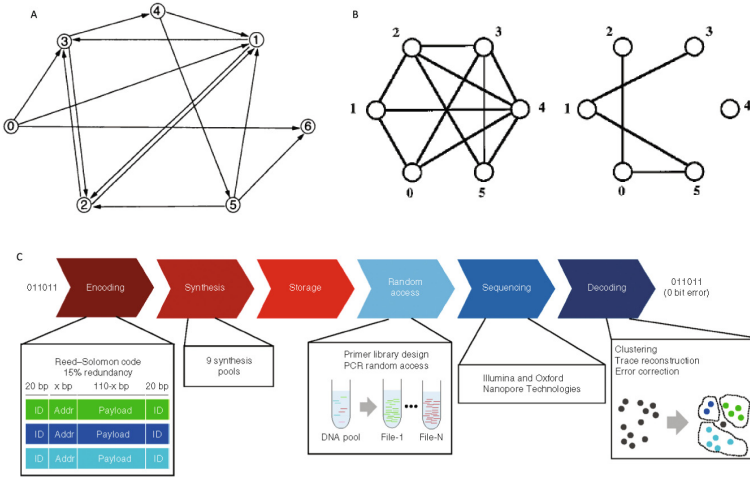 A
4
3
1
0
6
2
5
B
2
3
1
4
0
5
2
3
1
4
0
5
C
011011
Encoding
Synthesis
Storage
Random
access
Sequencing
Decoding
011011
(0 bit error)
Reed–Solomon code
15% redundancy
20 bp
x bp
110-x bp
20 bp
ID
Addr
Payload
ID
ID
Addr
Payload
ID
ID
Addr
Payload
ID
9 synthesis
pools
Primer library design
PCR random access
DNA pool
File-1
File-N
Illumina and Oxford
Nanopore Technologies
Clustering
Trace reconstruction
Error correction